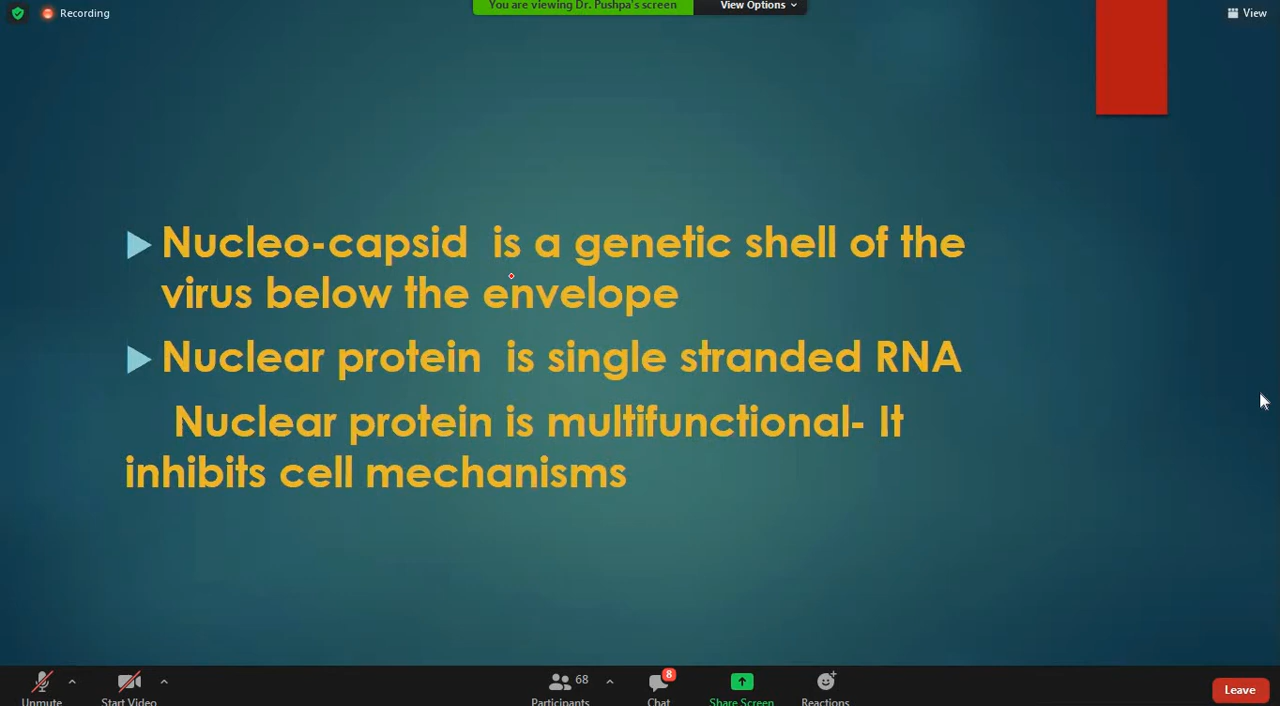 Recording
You are viewing Dr. Pushpa's screen
View Options
View
Nucleo-capsid is a genetic shell of the
virus below the envelope
Nuclear protein is single stranded RNA
Nuclear protein is multifunctional- It
inhibits cell mechanisms
Unmute
Start Video
68
Participants
8
Chat
Share Screen
Reactions
Leave